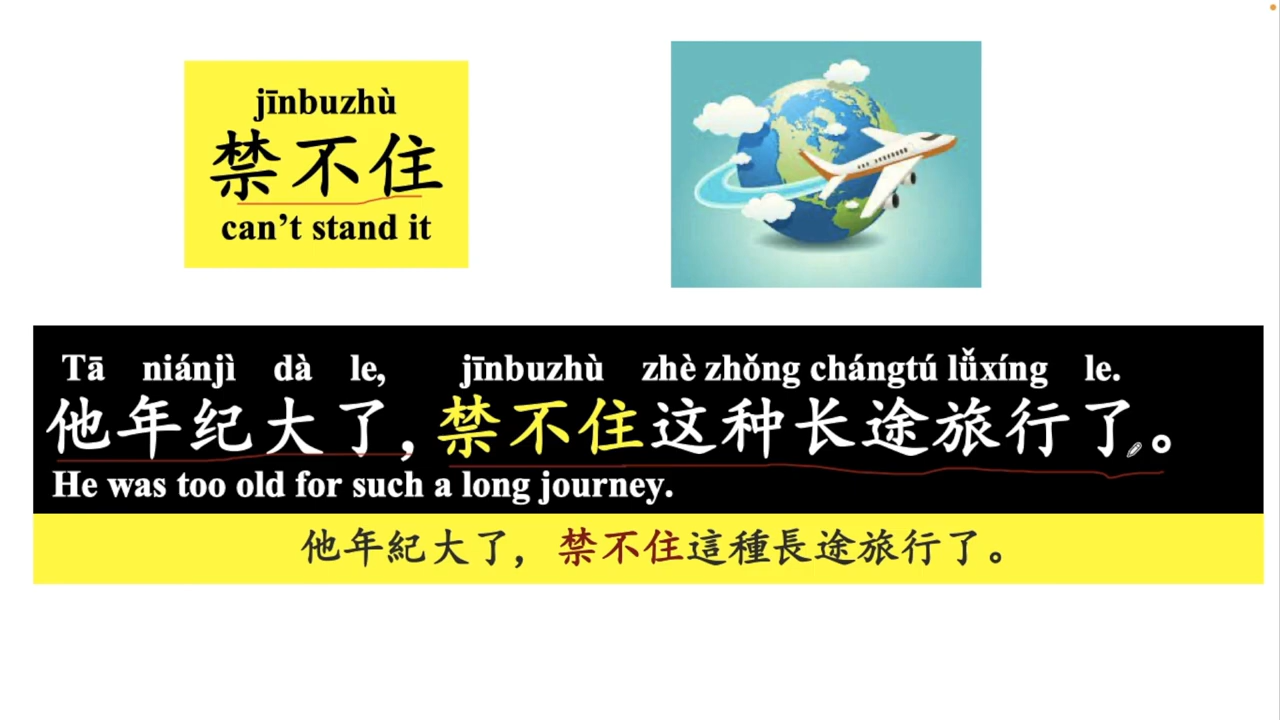 jīnbuzhù
禁不住
can’t stand it
Tā niánjì dà le, jīnbuzhù zhè zhǒng chángtú lǚxíng le.
他年纪大了,禁不住这种长途旅行了。
He was too old for such a long journey.
他年紀大了，禁不住這種長途旅行了。